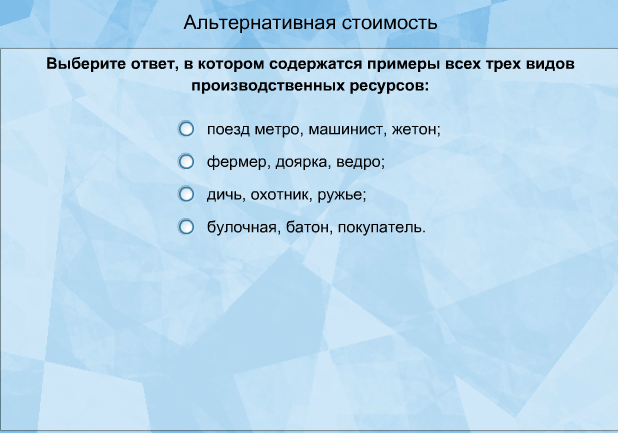 Альтернативная стоимость
Выберите ответ, в котором содержатся примеры всех трех видов
производственных ресурсов:
поезд метро, машинист, жетон;
фермер, доярка, ведро;
дичь, охотник, ружье;
булочная, батон, покупатель.